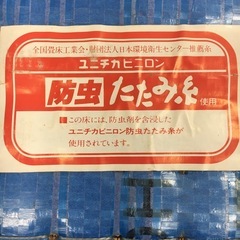 全国畳床工業会・財団法人日本環境衛生センター推薦糸
ユニチカビニロン
防虫たたみ糸使用
この床には、防虫剤を含浸した
ユニチカビニロン防虫たたみ糸が
使用されています。